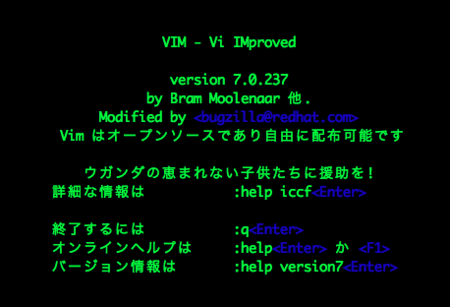 VIM - Vi IMproved
version 7.0.237
by Bram Moolenaar 他.
Modified by <bugzilla@redhat.com>
Vim はオープンソースであり自由に配布可能です
ウガンダの恵まれない子供たちに援助を!
詳細な情報は :help iccf<Enter>
終了するには :q<Enter>
オンラインヘルプは :help<Enter> か <F1>
バージョン情報は :help version7<Enter>